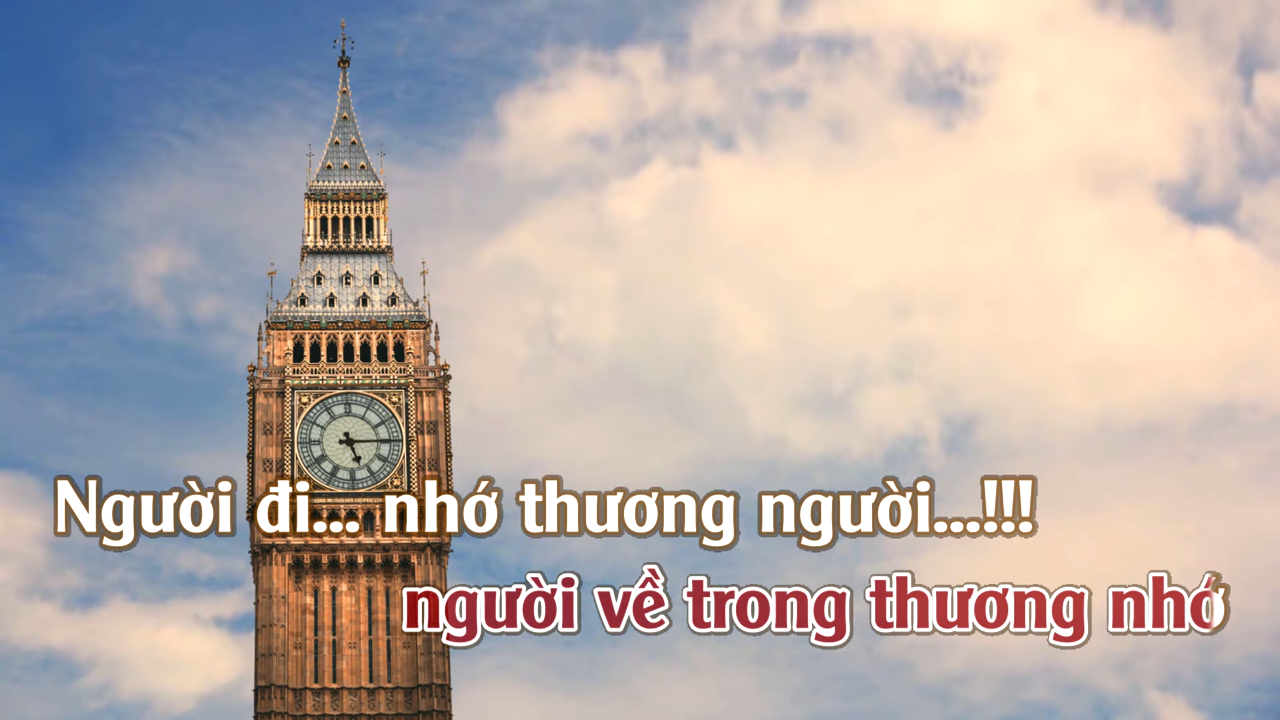 Người đi... nhớ thương người...!!!
người về trong thương nhớ